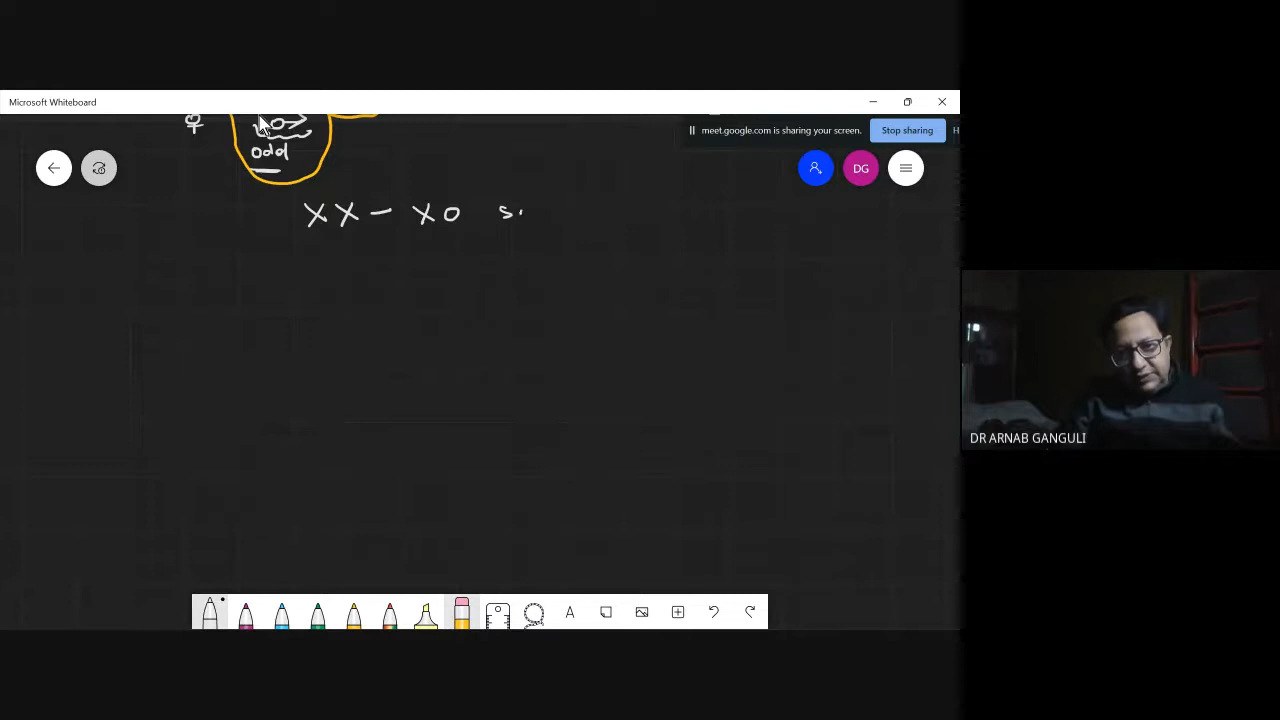 Microsoft Whiteboard
♀
meet.google.com is sharing your screen.
Stop sharing
H
odd
DG
XX - XO s.
DR ARNAB GANGULI
A